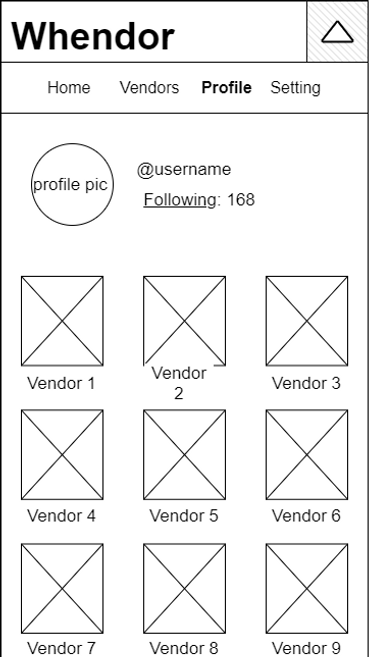 Whendor
Home Vendors Profile Setting
profile pic
@username
Following: 168
Vendor 1
Vendor
2
Vendor 3
Vendor 4
Vendor 5
Vendor 6
Vendor 7
Vendor 8
Vendor 9